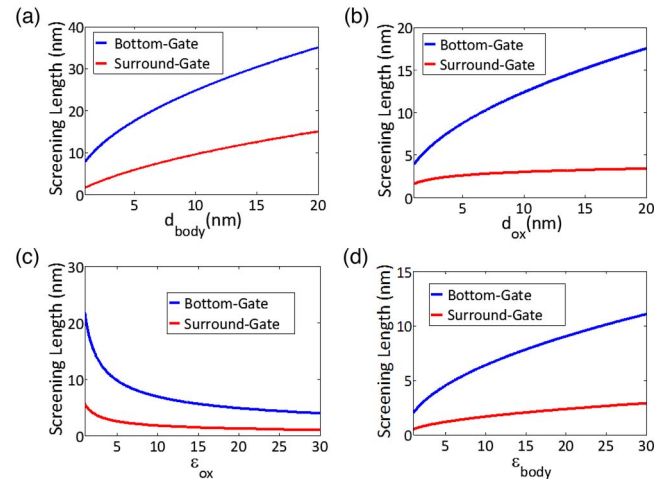 (a)
Screening Length (nm)
40
30
20
10
0
Bottom-Gate
Surround-Gate
5
10
15
20
d_body(nm)
(b)
Screening Length (nm)
20
15
10
5
0
Bottom-Gate
Surround-Gate
5
10
15
20
d_ox(nm)
(c)
Screening Length (nm)
30
20
10
0
Bottom-Gate
Surround-Gate
5
10
15
20
25
30
ε_ox
(d)
Screening Length (nm)
15
10
5
0
Bottom-Gate
Surround-Gate
5
10
15
20
25
30
ε_body